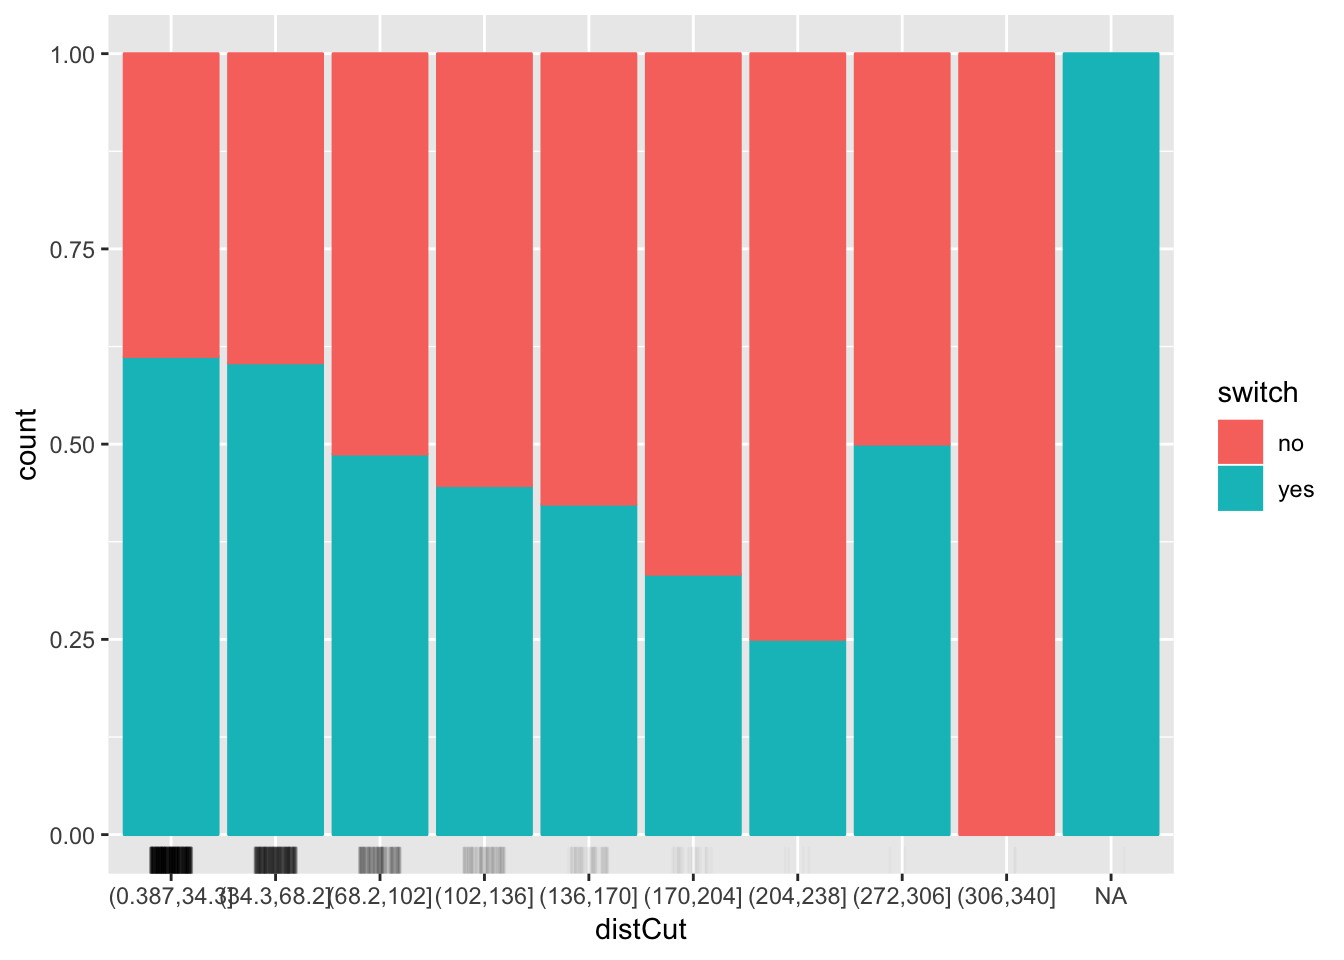 1.00
0.75
0.50
0.25
0.00
count
(0.387,34.3] (34.3,68.2] (68.2,102] (102,136] (136,170] (170,204] (204,238] (272,306] (306,340] NA
distCut
switch
no
yes